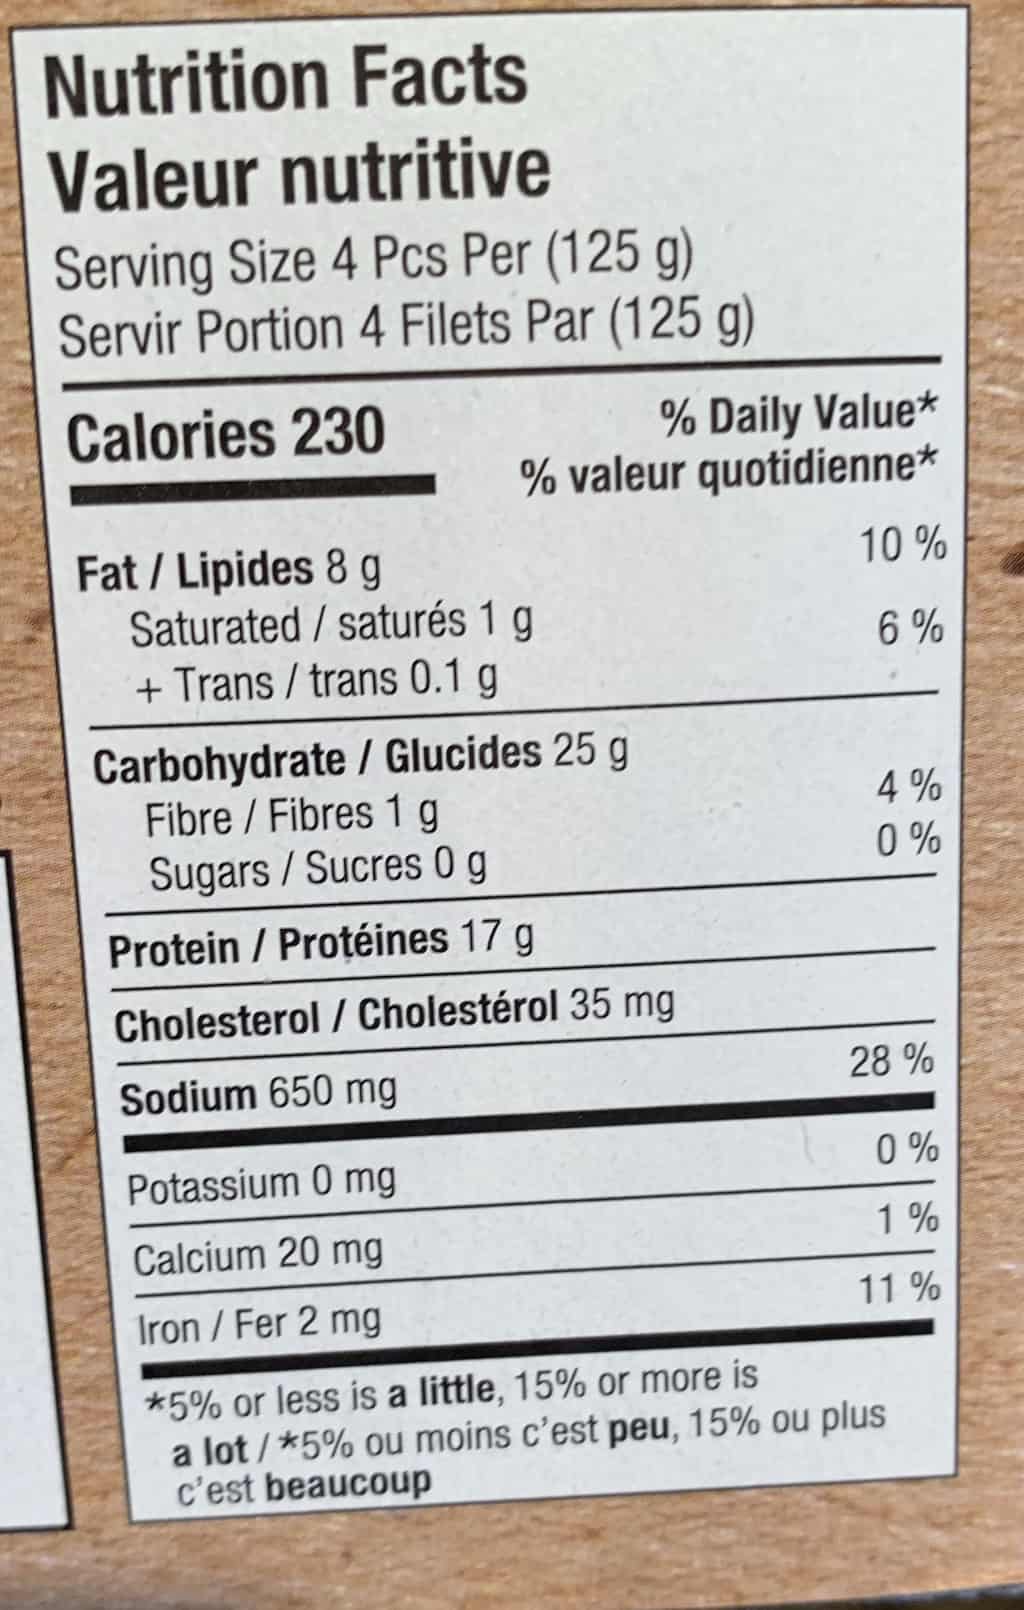 Nutrition Facts
Valeur nutritive
Serving Size 4 Pcs Per (125 g)
Servir Portion 4 Filets Par (125 g)
Calories 230
% Daily Value*
% valeur quotidienne*
Fat / Lipides 8 g 10 %
Saturated / saturés 1 g 6 %
+ Trans / trans 0.1 g
Carbohydrate / Glucides 25 g
Fibre / Fibres 1 g 4 %
Sugars / Sucres 0 g 0 %
Protein / Protéines 17 g
Cholesterol / Cholestérol 35 mg
Sodium 650 mg 28 %
Potassium 0 mg 0 %
Calcium 20 mg 1 %
Iron / Fer 2 mg 11 %
*5% or less is a little, 15% or more is
a lot / *5% ou moins c'est peu, 15% ou plus
c'est beaucoup